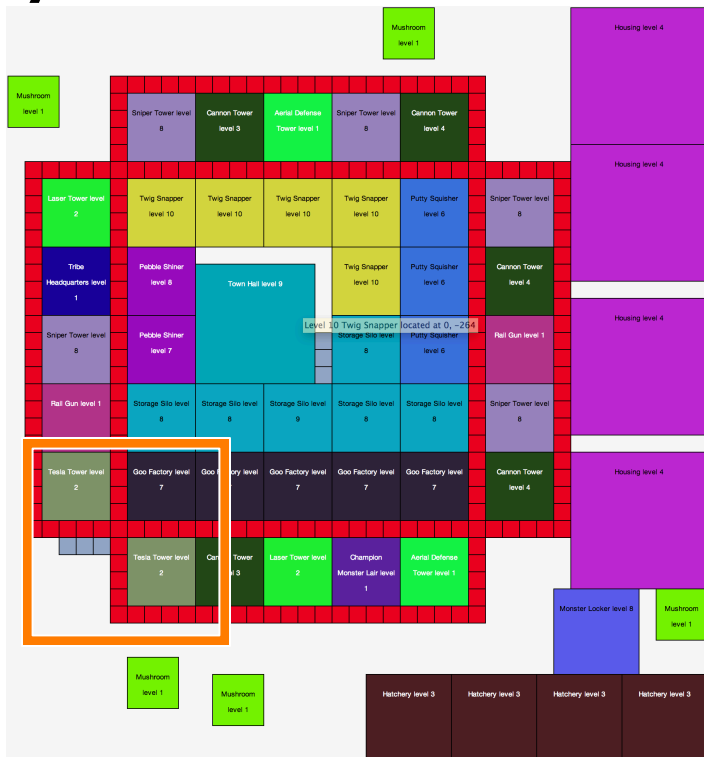 Mushroom
level 1
Housing level 4
Mushroom
level 1
Sniper Tower level
8
Cannon Tower
level 3
Aerial Defense
Tower level 1
Sniper Tower level
8
Cannon Tower
level 4
Housing level 4
Laser Tower level
2
Twig Snapper
level 10
Twig Snapper
level 10
Twig Snapper
level 10
Twig Snapper
level 10
Putty Squisher
level 6
Sniper Tower level
8
Tribe
Headquarters level
1
Pebble Shiner
level 8
Town Hall level 9
Twig Snapper
level 10
Putty Squisher
level 6
Cannon Tower
level 4
Housing level 4
Level 10 Twig Snapper located at 0, -264
Sniper Tower level
8
Pebble Shiner
level 7
Storage Silo level
8
Putty Squisher
level 6
Rail Gun level 1
Rail Gun level 1
Storage Silo level
8
Storage Silo level
8
Storage Silo level
9
Storage Silo level
8
Storage Silo level
8
Sniper Tower level
8
Tesla Tower level
2
Goo Factory level
7
Goo Factory level
7
Goo Factory level
7
Goo Factory level
7
Goo Factory level
7
Cannon Tower
level 4
Housing level 4
Tesla Tower level
2
Tower
Laser Tower level
2
Champion
Monster Lair level
1
Aerial Defense
Tower level 1
Monster Locker level 8
Mushroom
level 1
Mushroom
level 1
Mushroom
level 1
Hatchery level 3
Hatchery level 3
Hatchery level 3
Hatchery level 3